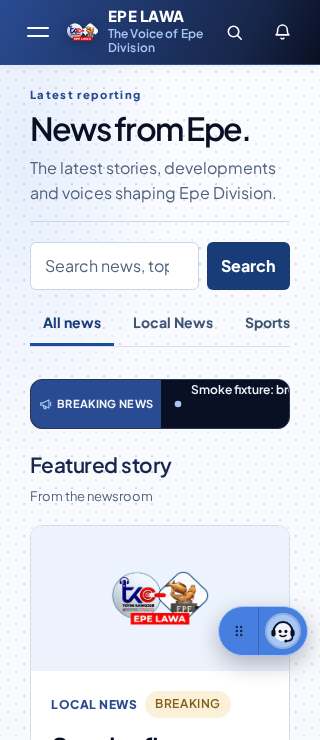 EPE LAWA
The Voice of Epe
Division
Latest reporting
News from Epe.
The latest stories, developments
and voices shaping Epe Division.
Search news, top
Search
All news
Local News
Sports
BREAKING NEWS
Smoke fixture: br
Featured story
From the newsroom
EPE
EPE LAWA
LOCAL NEWS
BREAKING